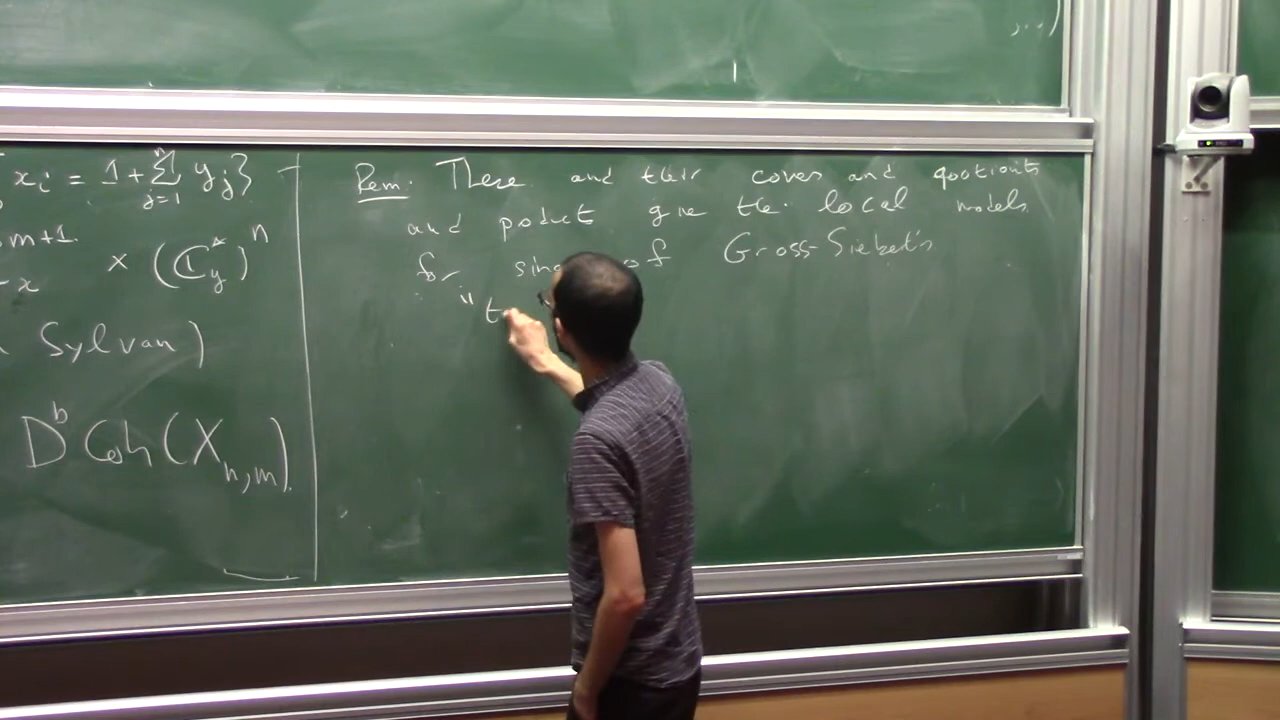 ...)
x_i = 1 + \sum_{j=1}^{n} y_j }
m+1.
-x × (ℂ*_y)^n
Sylvan)
D^b Coh(X_{n,m}).
Rem. These and their covers and quotients
and products give the local models
for sing of Gross-Siebert's
"t